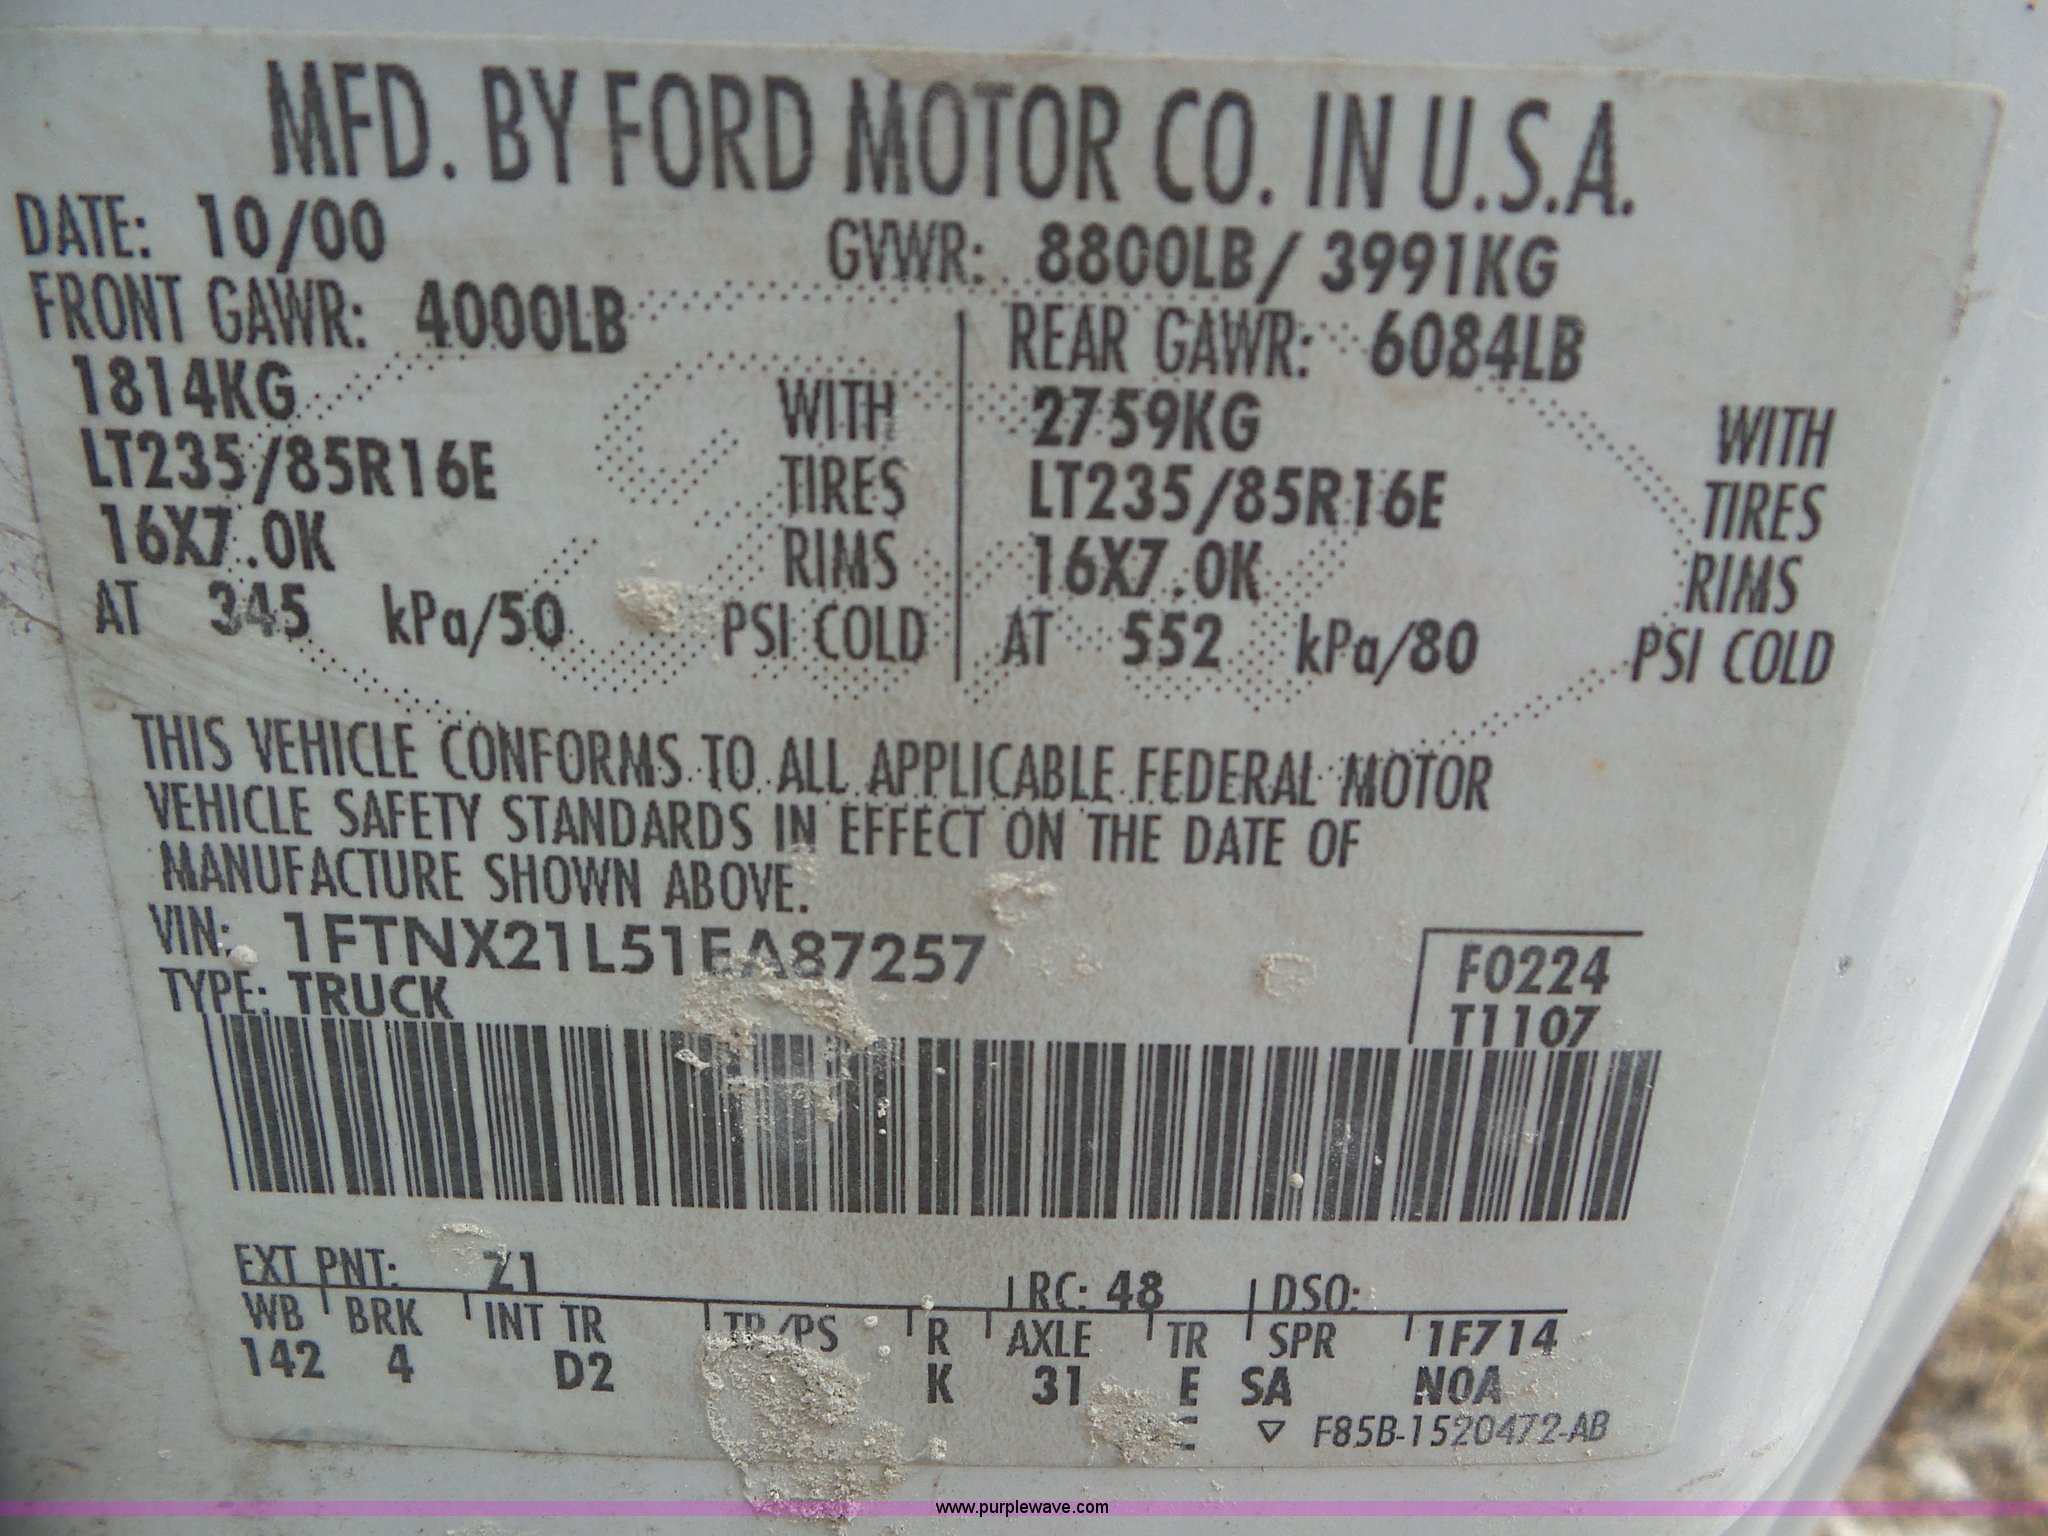 MFD. BY FORD MOTOR CO. IN U.S.A.
DATE: 10/00 GVWR: 8800LB/ 3991KG
FRONT GAWR: 4000LB REAR GAWR: 6084LB
1814KG WITH 2759KG WITH
LT235/85R16E TIRES LT235/85R16E TIRES
16X7.0K RIMS 16X7.0K RIMS
AT 345 kPa/50 PSI COLD AT 552 kPa/80 PSI COLD
THIS VEHICLE CONFORMS TO ALL APPLICABLE FEDERAL MOTOR
VEHICLE SAFETY STANDARDS IN EFFECT ON THE DATE OF
MANUFACTURE SHOWN ABOVE.
VIN: 1FTNX21L51EA87257 F0224
TYPE: TRUCK T1107
EXT PNT: Z1 RC: 48 DSO:
WB BRK INT TR TP/PS R AXLE TR SPR 1F714
142 4 D2 K 31 E SA N0A
F85B-1520472-AB
www.purplewave.com